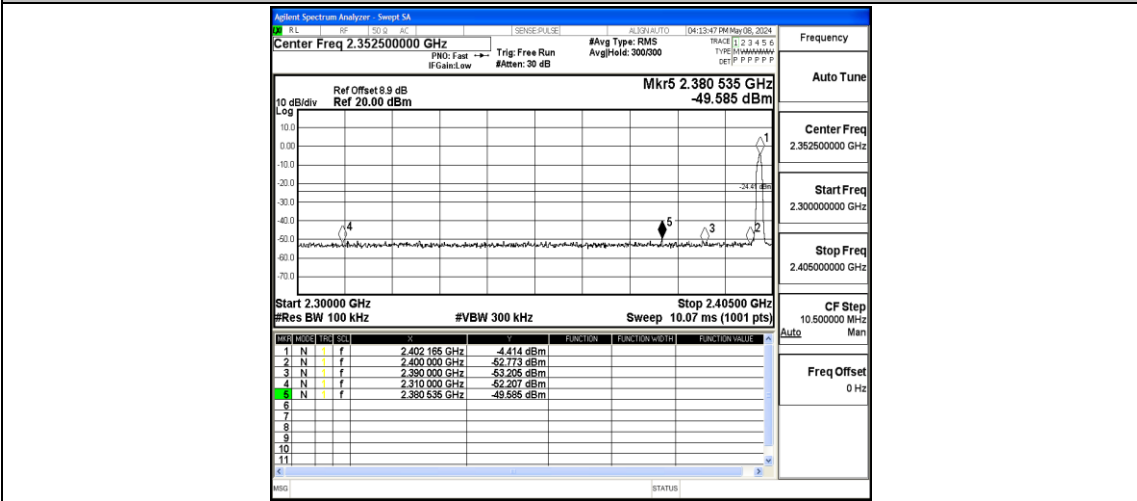 Agilent Spectrum Analyzer - Swept SA
RL RF 50 Ω AC SENSE:PULSE ALIGN AUTO 04:13:47 PM May 08, 2024
Center Freq 2.352500000 GHz
PNO: Fast
IFGain:Low
Trig: Free Run
#Atten: 30 dB
#Avg Type: RMS
Avg|Hold: 300/300
TRACE 1 2 3 4 5 6
TYPE M
DET P P P P P P
Frequency
Mkr5 2.380 535 GHz
-49.585 dBm
Ref Offset 8.9 dB
Ref 20.00 dBm
10 dB/div
Log
10.0
0.00
-10.0
-20.0
-30.0
-40.0
-50.0
-60.0
-70.0
1
-24.41 dBm
4
5
3
2
Start 2.30000 GHz Stop 2.40500 GHz
#Res BW 100 kHz #VBW 300 kHz Sweep 10.07 ms (1001 pts)
MKR MODE TRC SCL X Y FUNCTION FUNCTION WIDTH FUNCTION VALUE
1 N 1 f 2.402 165 GHz -4.414 dBm
2 N 1 f 2.400 000 GHz -52.773 dBm
3 N 1 f 2.390 000 GHz -53.205 dBm
4 N 1 f 2.310 000 GHz -52.207 dBm
5 N 1 f 2.380 535 GHz -49.585 dBm
6
7
8
9
10
11
MSG STATUS
Auto Tune
Center Freq
2.352500000 GHz
Start Freq
2.300000000 GHz
Stop Freq
2.405000000 GHz
CF Step
10.500000 MHz
Auto Man
Freq Offset
0 Hz